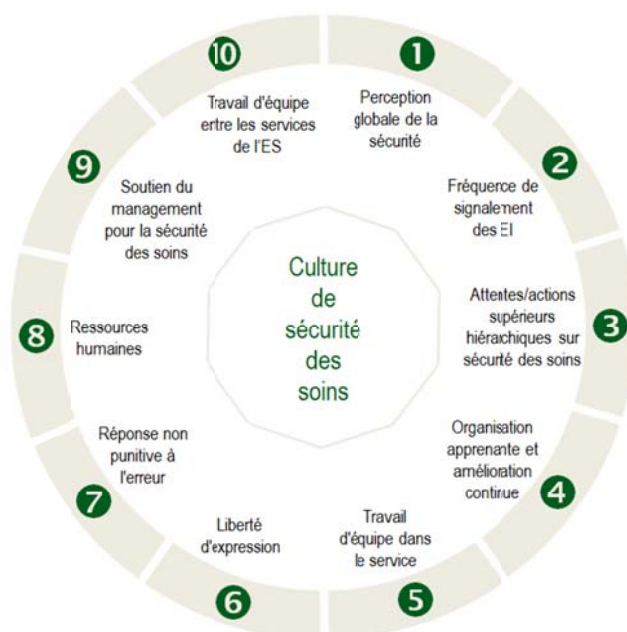 1
Perception
globale de la
sécurité
2
Fréquence de
signalement
des EI
3
Attentes/actions
supérieurs
hiérarchiques sur
sécurité des soins
4
Organisation
apprenante et
amélioration
continue
5
Travail
d'équipe dans
le service
6
Liberté
d'expression
7
Réponse non
punitive à
l'erreur
8
Ressources
humaines
9
Soutien du
management
pour la sécurité
des soins
10
Travail d'équipe
entre les services
de l'ES
Culture
de
sécurité
des
soins